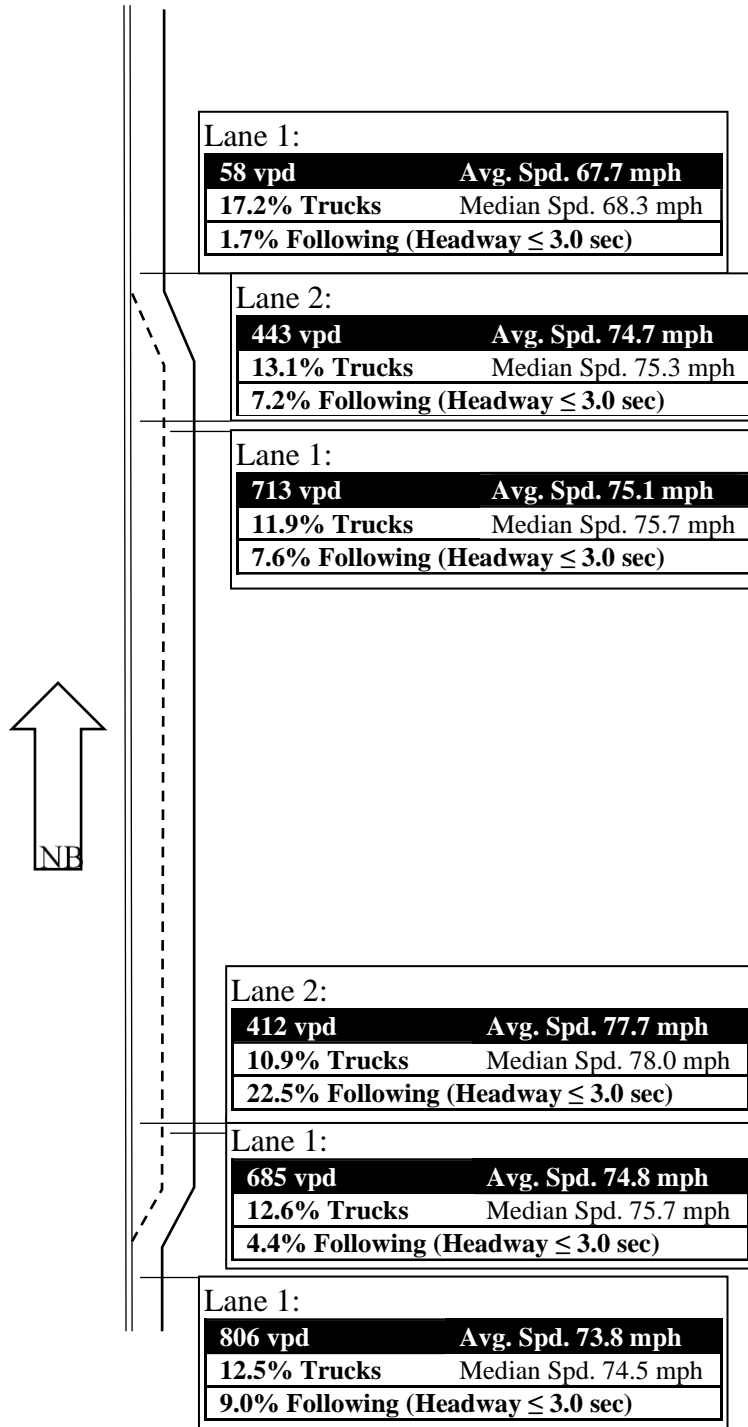 Lane 1:
58 vpd Avg. Spd. 67.7 mph
17.2% Trucks Median Spd. 68.3 mph
1.7% Following (Headway ≤ 3.0 sec)
Lane 2:
443 vpd Avg. Spd. 74.7 mph
13.1% Trucks Median Spd. 75.3 mph
7.2% Following (Headway ≤ 3.0 sec)
Lane 1:
713 vpd Avg. Spd. 75.1 mph
11.9% Trucks Median Spd. 75.7 mph
7.6% Following (Headway ≤ 3.0 sec)
NB
Lane 2:
412 vpd Avg. Spd. 77.7 mph
10.9% Trucks Median Spd. 78.0 mph
22.5% Following (Headway ≤ 3.0 sec)
Lane 1:
685 vpd Avg. Spd. 74.8 mph
12.6% Trucks Median Spd. 75.7 mph
4.4% Following (Headway ≤ 3.0 sec)
Lane 1:
806 vpd Avg. Spd. 73.8 mph
12.5% Trucks Median Spd. 74.5 mph
9.0% Following (Headway ≤ 3.0 sec)